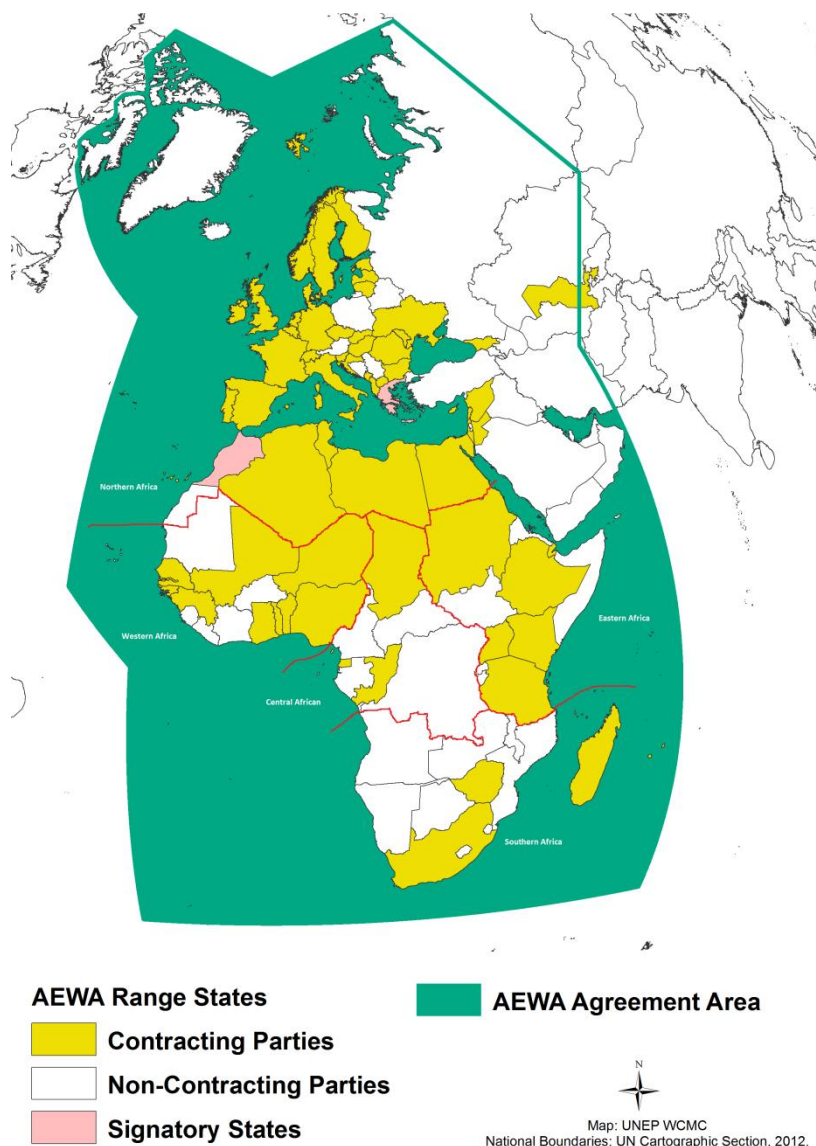 Northern Africa
Western Africa
Eastern Africa
Central African
Southern Africa
AEWA Range States
Contracting Parties
Non-Contracting Parties
Signatory States
AEWA Agreement Area
N
Map: UNEP WCMC
National Boundaries: UN Cartographic Section, 2012.